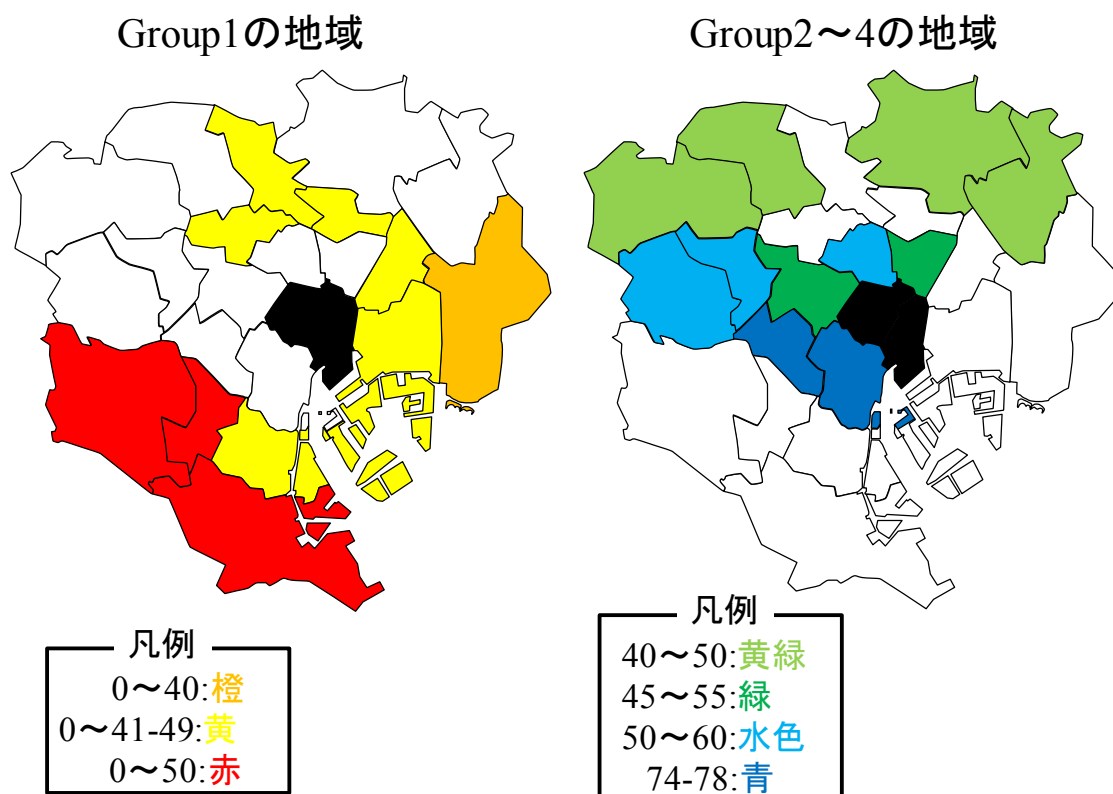 Group1の地域
Group2～4の地域
凡例
0～40:橙
0～41-49:黄
0～50:赤
凡例
40～50:黄緑
45～55:緑
50～60:水色
74-78:青